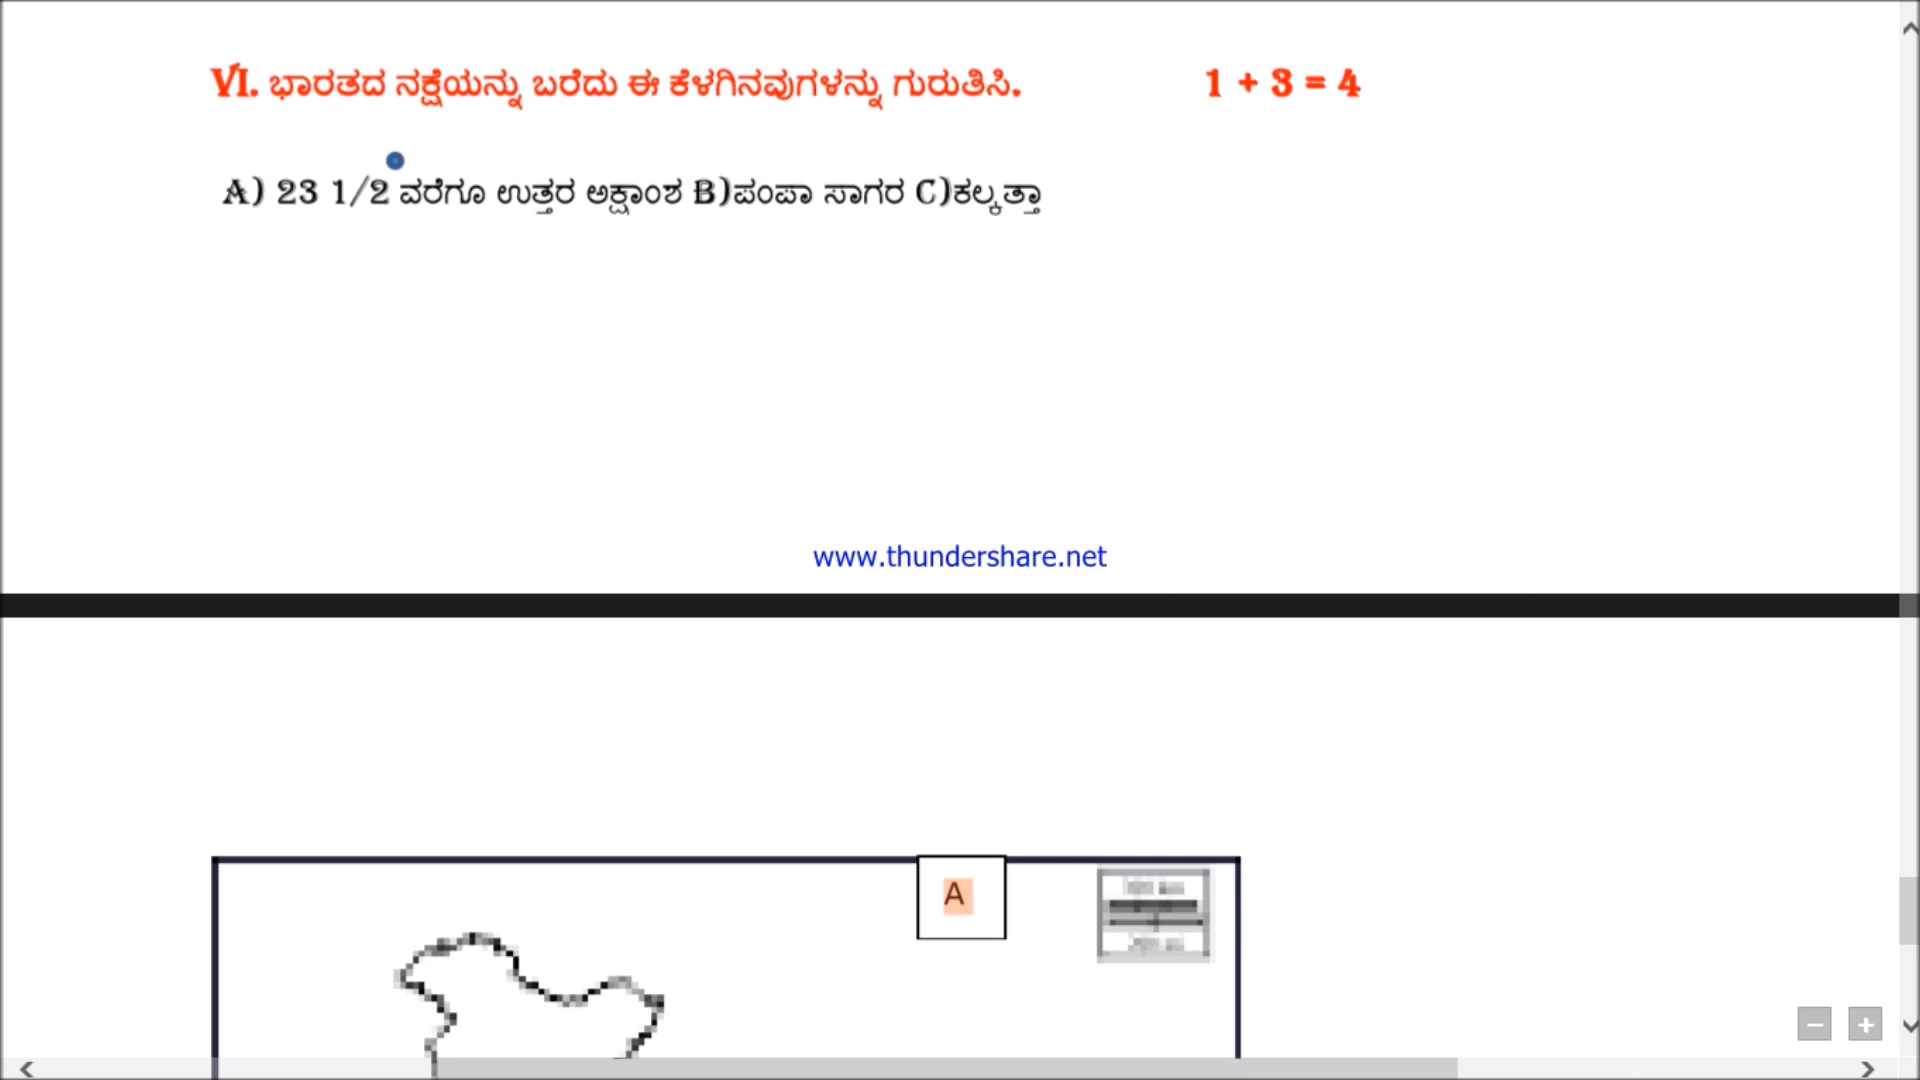 VI. ಭಾರತದ ನಕ್ಷೆಯನ್ನು ಬರೆದು ಈ ಕೆಳಗಿನವುಗಳನ್ನು ಗುರುತಿಸಿ. 1 + 3 = 4
A) 23 1/2 ವರೆಗೂ ಉತ್ತರ ಅಕ್ಷಾಂಶ B)ಪಂಪಾ ಸಾಗರ C)ಕಲ್ಕತ್ತಾ
www.thundershare.net
A